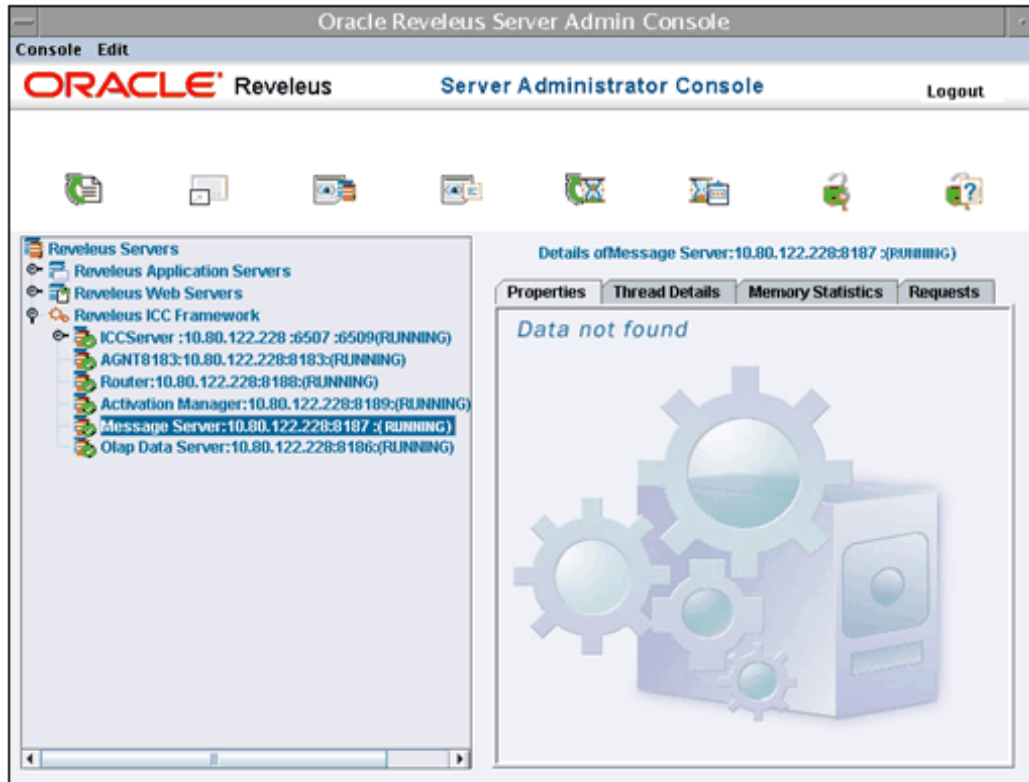 Oracle Reveleus Server Admin Console
Console Edit
ORACLE Reveleus Server Administrator Console Logout
Reveleus Servers
Reveleus Application Servers
Reveleus Web Servers
Reveleus ICC Framework
ICCServer :10.80.122.228 :6507 :6509(RUNNING)
AGNT8183:10.80.122.228:8183:(RUNNING)
Router:10.80.122.228:8188:(RUNNING)
Activation Manager:10.80.122.228:8189:(RUNNING)
Message Server:10.80.122.228:8187 :( RUNNING)
Olap Data Server:10.80.122.228:8186:(RUNNING)
Details ofMessage Server:10.80.122.228:8187 :(RUNNING)
Properties Thread Details Memory Statistics Requests
Data not found